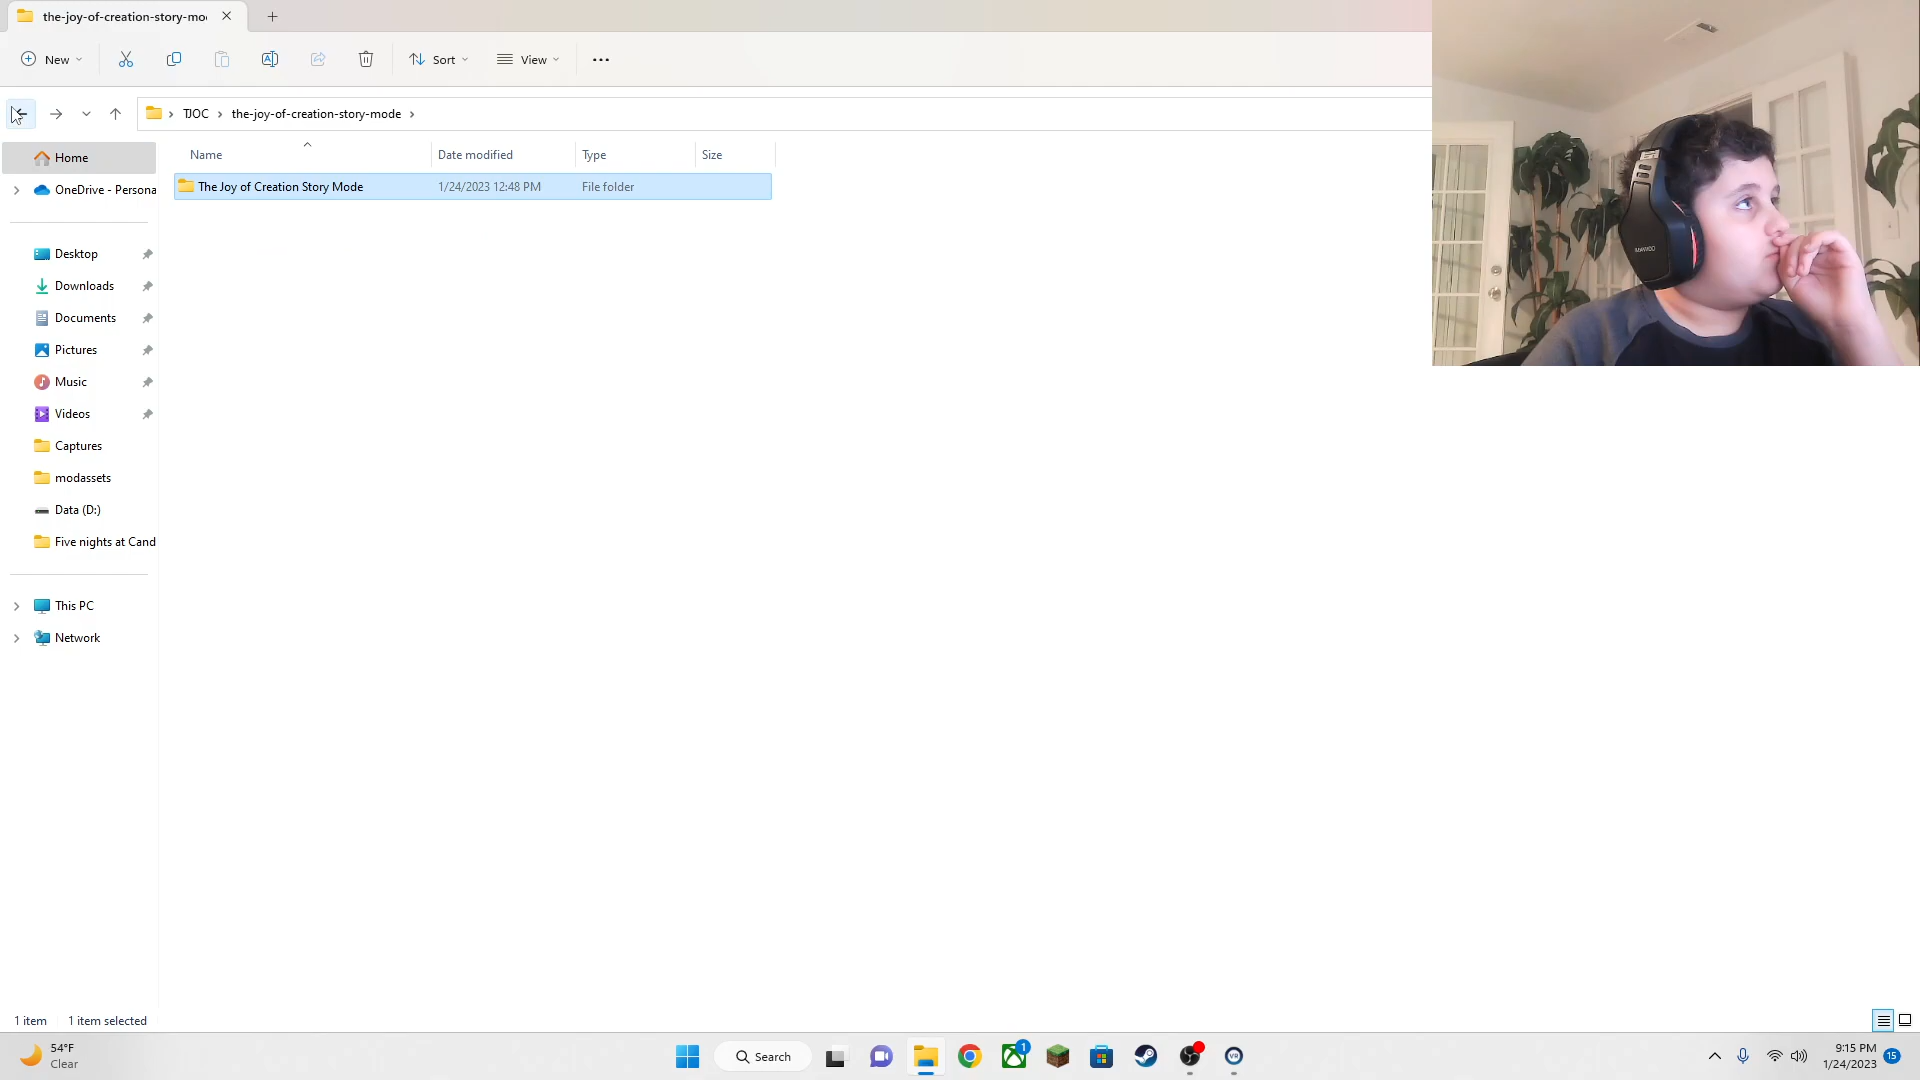 the-joy-of-creation-story-mo
New
Sort
View
TJOC > the-joy-of-creation-story-mode >
Name
Date modified
Type
Size
The Joy of Creation Story Mode
1/24/2023 12:48 PM
File folder
Home
OneDrive - Persona
Desktop
Downloads
Documents
Pictures
Music
Videos
Captures
modassets
Data (D:)
Five nights at Cand
This PC
Network
1 item
1 item selected
54°F
Clear
Search
1
VR
9:15 PM
1/24/2023
15